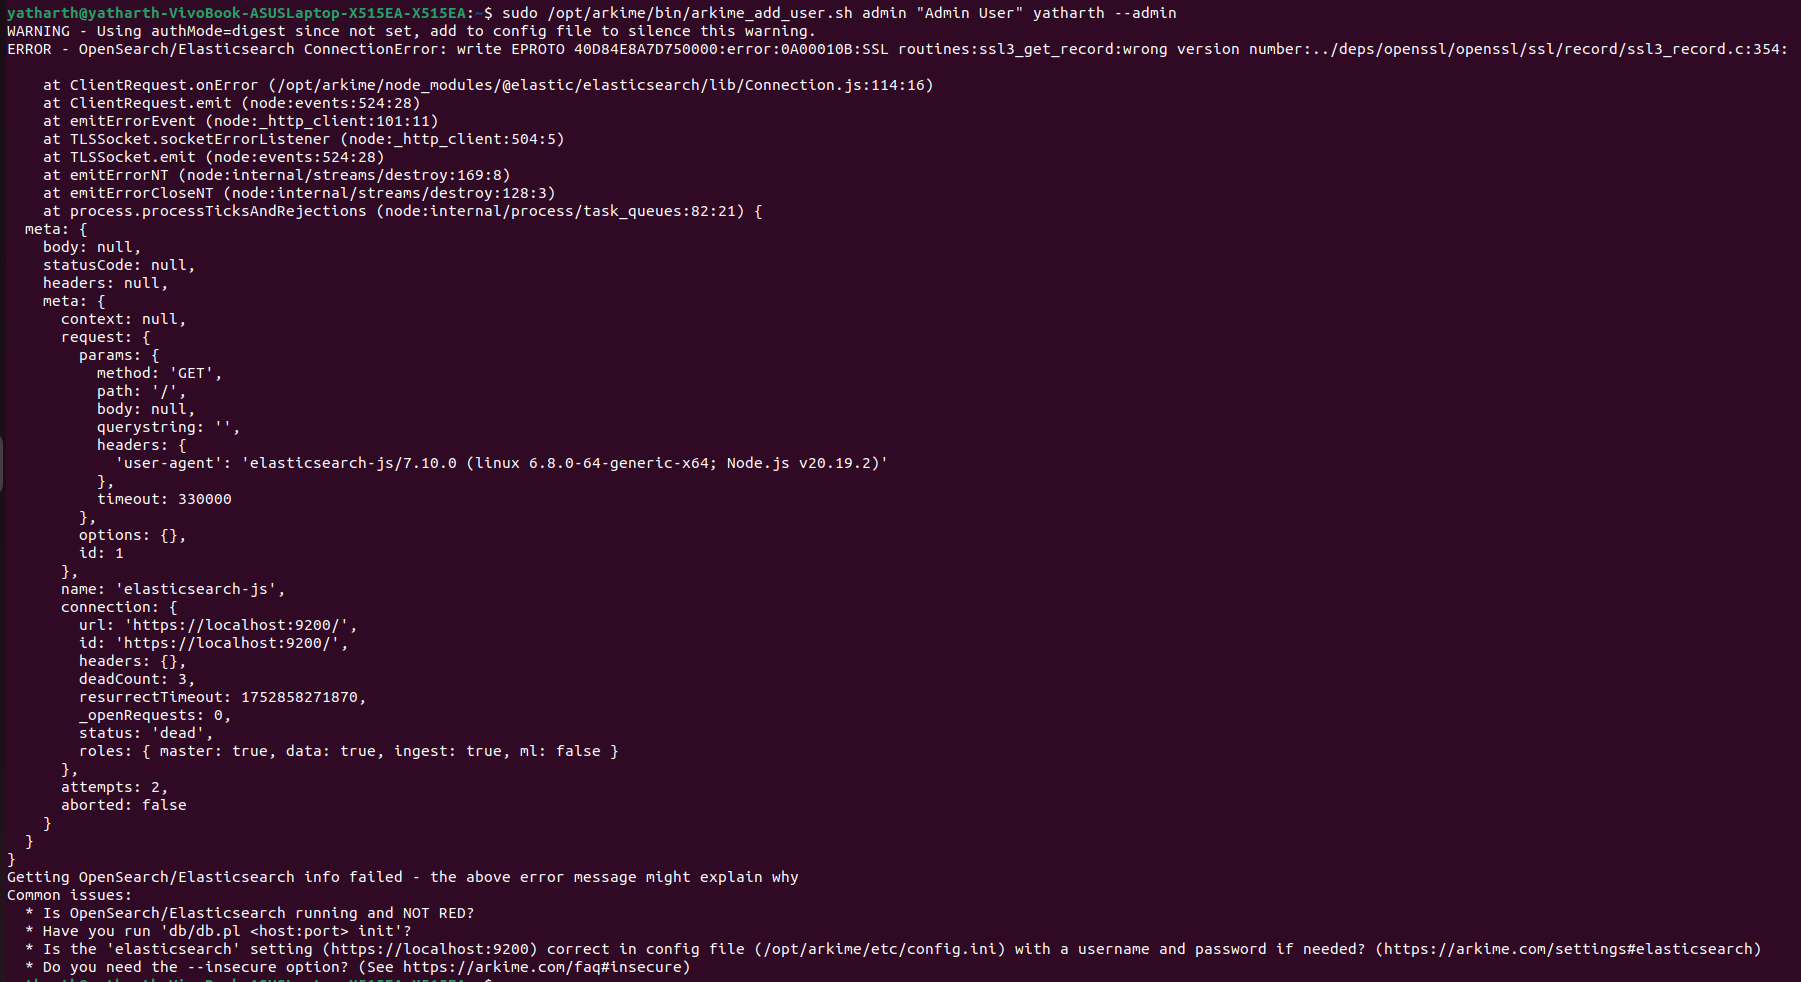 yatharth@yatharth-VivoBook-ASUSLaptop-X515EA-X515EA:~$ sudo /opt/arkime/bin/arkime_add_user.sh admin "Admin User" yatharth --admin
WARNING - Using authMode=digest since not set, add to config file to silence this warning.
ERROR - OpenSearch/Elasticsearch ConnectionError: write EPROTO 40D84E8A7D750000:error:0A00010B:SSL routines:ssl3_get_record:wrong version number:../deps/openssl/openssl/ssl/record/ssl3_record.c:354:
    at ClientRequest.onError (/opt/arkime/node_modules/@elastic/elasticsearch/lib/Connection.js:114:16)
    at ClientRequest.emit (node:events:524:28)
    at emitErrorEvent (node:_http_client:101:11)
    at TLSSocket.socketErrorListener (node:_http_client:504:5)
    at TLSSocket.emit (node:events:524:28)
    at emitErrorNT (node:internal/streams/destroy:169:8)
    at emitErrorCloseNT (node:internal/streams/destroy:128:3)
    at process.processTicksAndRejections (node:internal/process/task_queues:82:21) {
  meta: {
    body: null,
    statusCode: null,
    headers: null,
    meta: {
      context: null,
      request: {
        params: {
          method: 'GET',
          path: '/',
          body: null,
          querystring: '',
          headers: {
            'user-agent': 'elasticsearch-js/7.10.0 (linux 6.8.0-64-generic-x64; Node.js v20.19.2)'
          },
          timeout: 330000
        },
        options: {},
        id: 1
      },
      name: 'elasticsearch-js',
      connection: {
        url: 'https://localhost:9200/',
        id: 'https://localhost:9200/',
        headers: {},
        deadCount: 3,
        resurrectTimeout: 1752858271870,
        _openRequests: 0,
        status: 'dead',
        roles: { master: true, data: true, ingest: true, ml: false }
      },
      attempts: 2,
      aborted: false
    }
  }
}
Getting OpenSearch/Elasticsearch info failed - the above error message might explain why
Common issues:
  * Is OpenSearch/Elasticsearch running and NOT RED?
  * Have you run 'db/db.pl <host:port> init'?
  * Is the 'elasticsearch' setting (https://localhost:9200) correct in config file (/opt/arkime/etc/config.ini) with a username and password if needed? (https://arkime.com/settings#elasticsearch)
  * Do you need the --insecure option? (See https://arkime.com/faq#insecure)